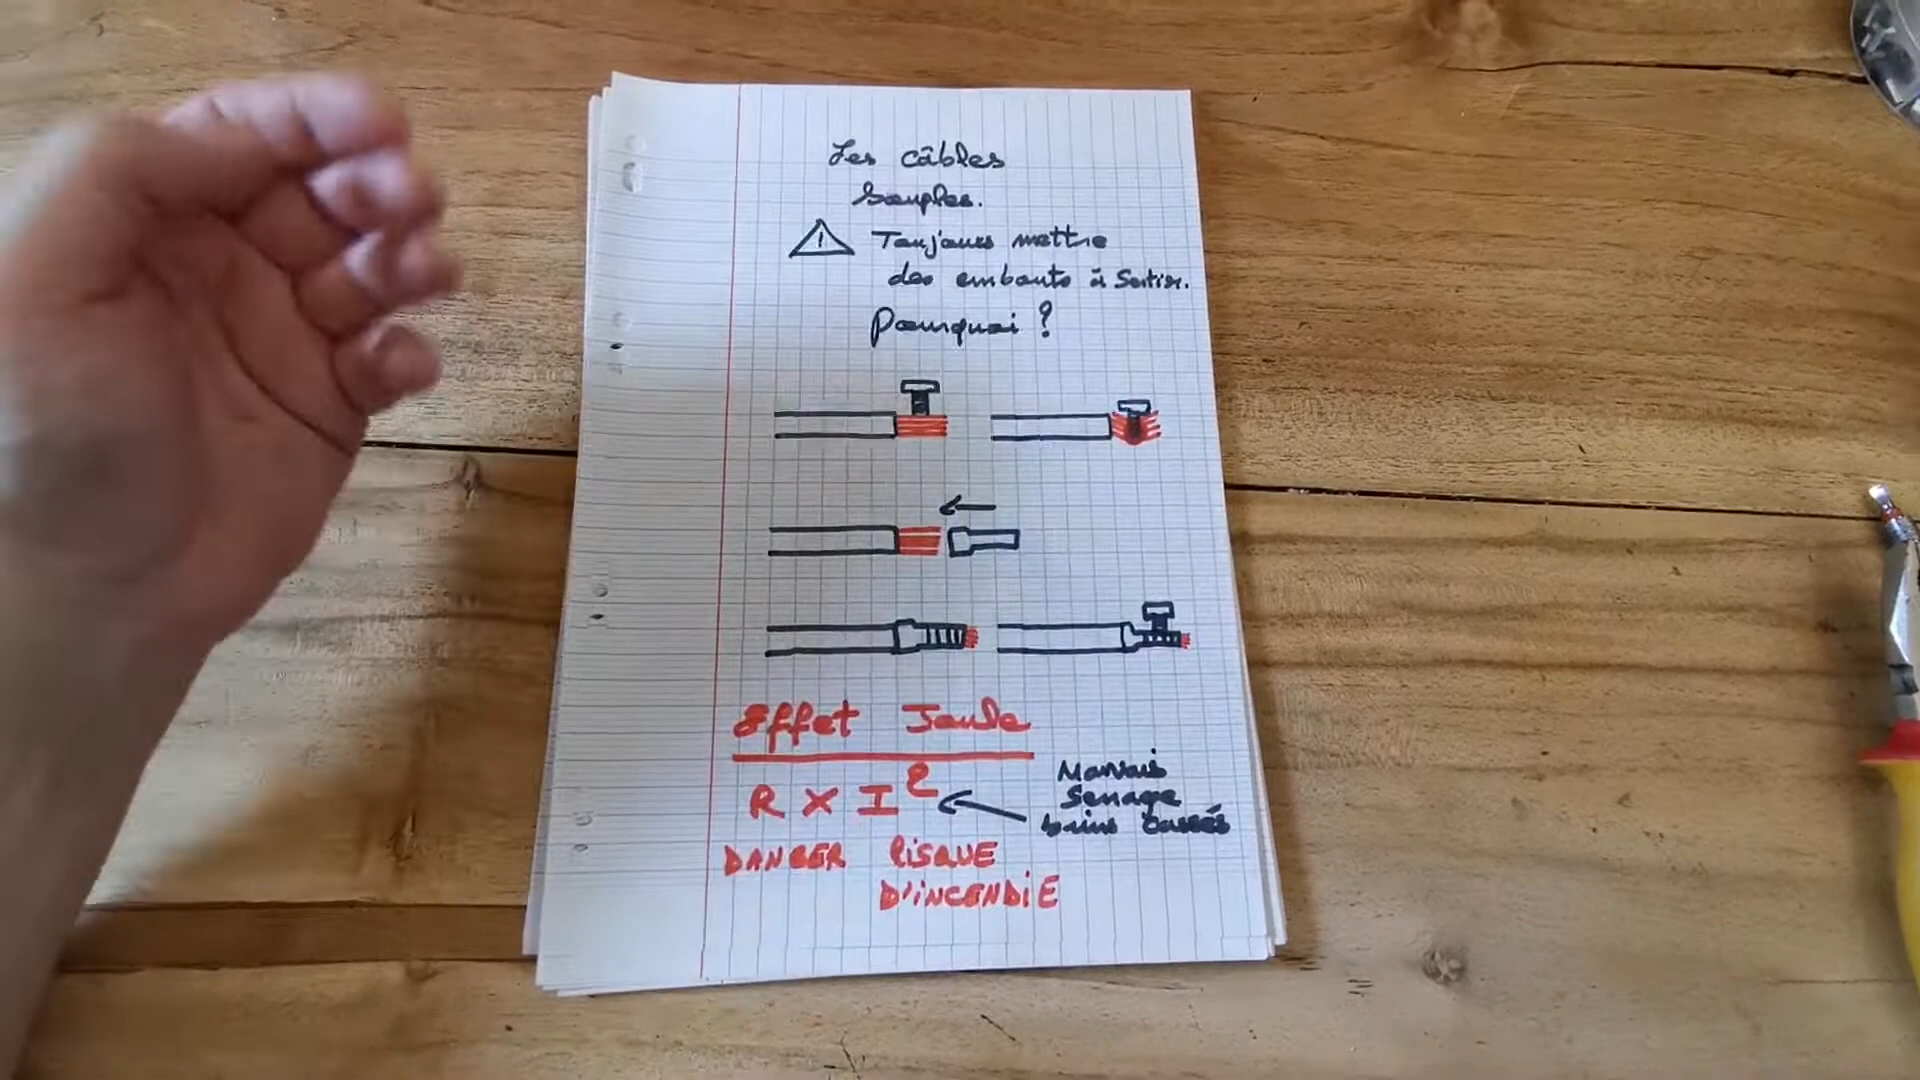 Les câbles
Souples.
Toujours mettre
des embouts à Sertir.
Pourquoi ?
Effet Joule
R X I²
Mauvais
Serrage
brins cassés
DANGER RISQUE
D'iNCENDiE